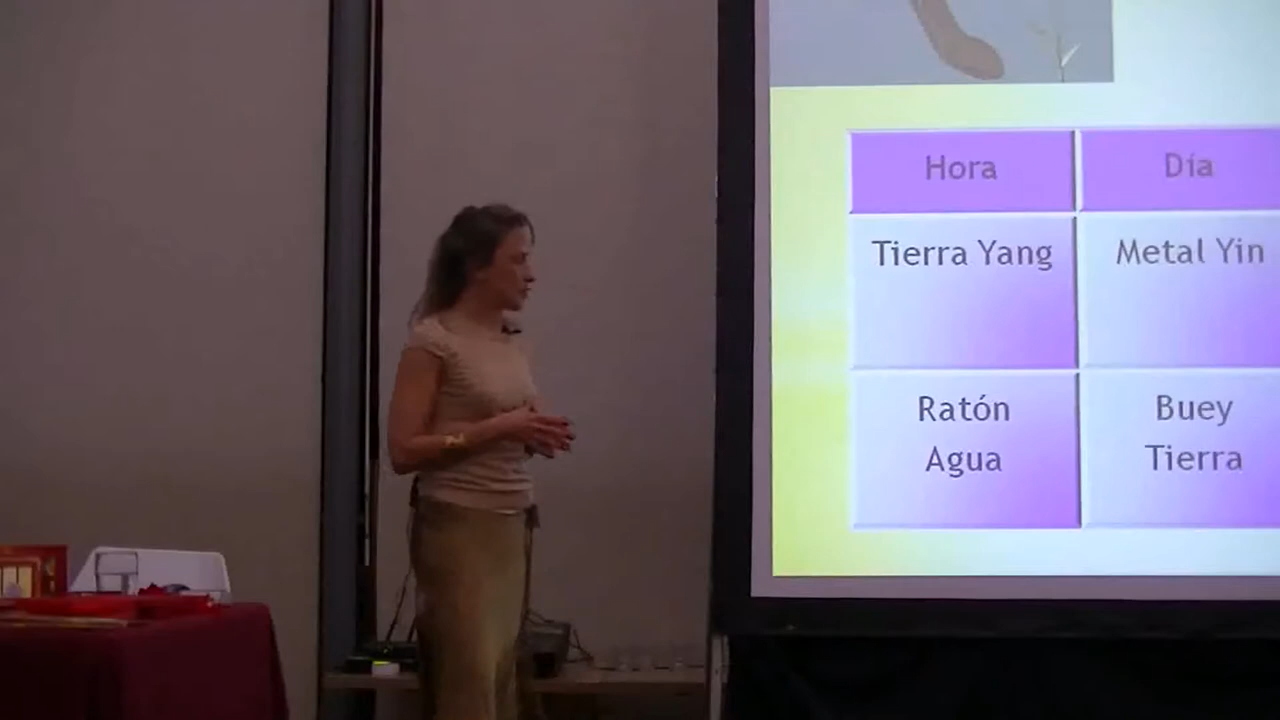 Hora
Día
Tierra Yang
Metal Yin
Ratón
Agua
Buey
Tierra